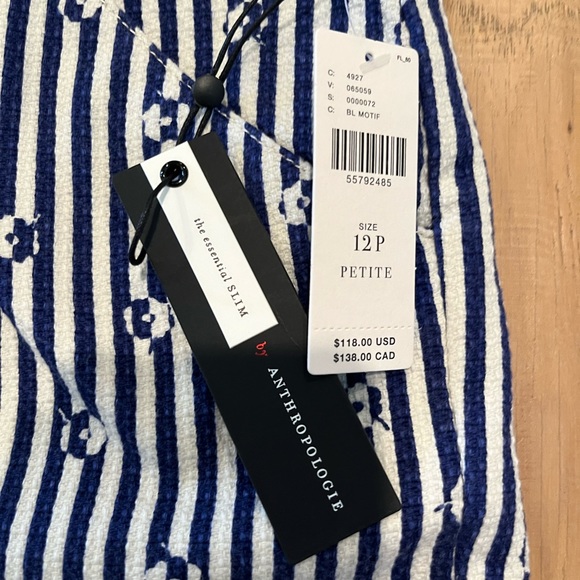 FL_50
C: 4927
V: 065059
S: 0000072
C: BL MOTIF
55792485
SIZE
12P
PETITE
$118.00 USD
$138.00 CAD
the essential SLIM
by ANTHROPOLOGIE